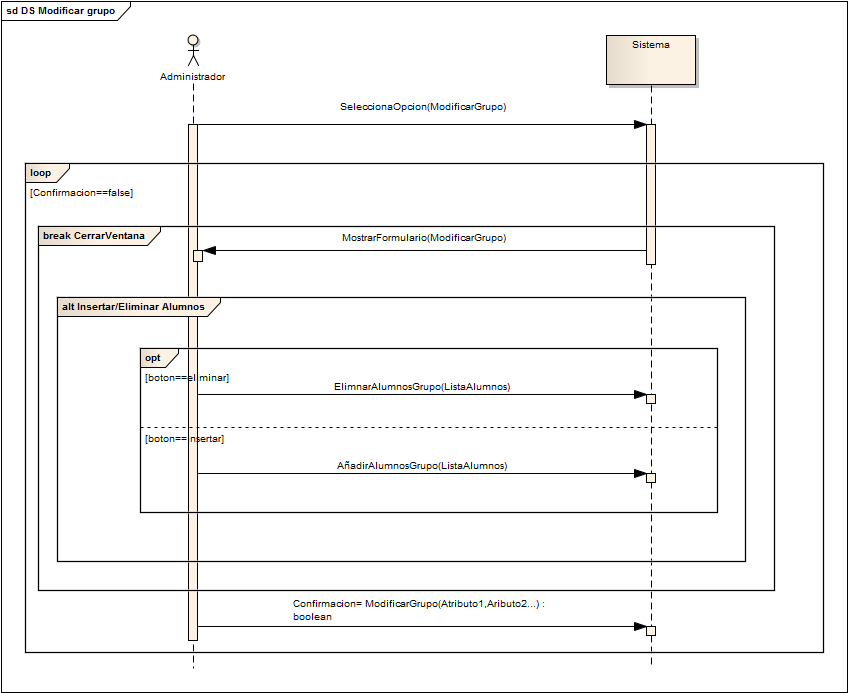 sd DS Modificar grupo
Administrador
Sistema
SeleccionaOpcion(ModificarGrupo)
loop
[Confirmacion==false]
break CerrarVentana
MostrarFormulario(ModificarGrupo)
alt Insertar/Eliminar Alumnos
opt
[boton==eliminar]
ElimnarAlumnosGrupo(ListaAlumnos)
[boton==insertar]
AñadirAlumnosGrupo(ListaAlumnos)
Confirmacion= ModificarGrupo(Atributo1,Aributo2...) :
boolean